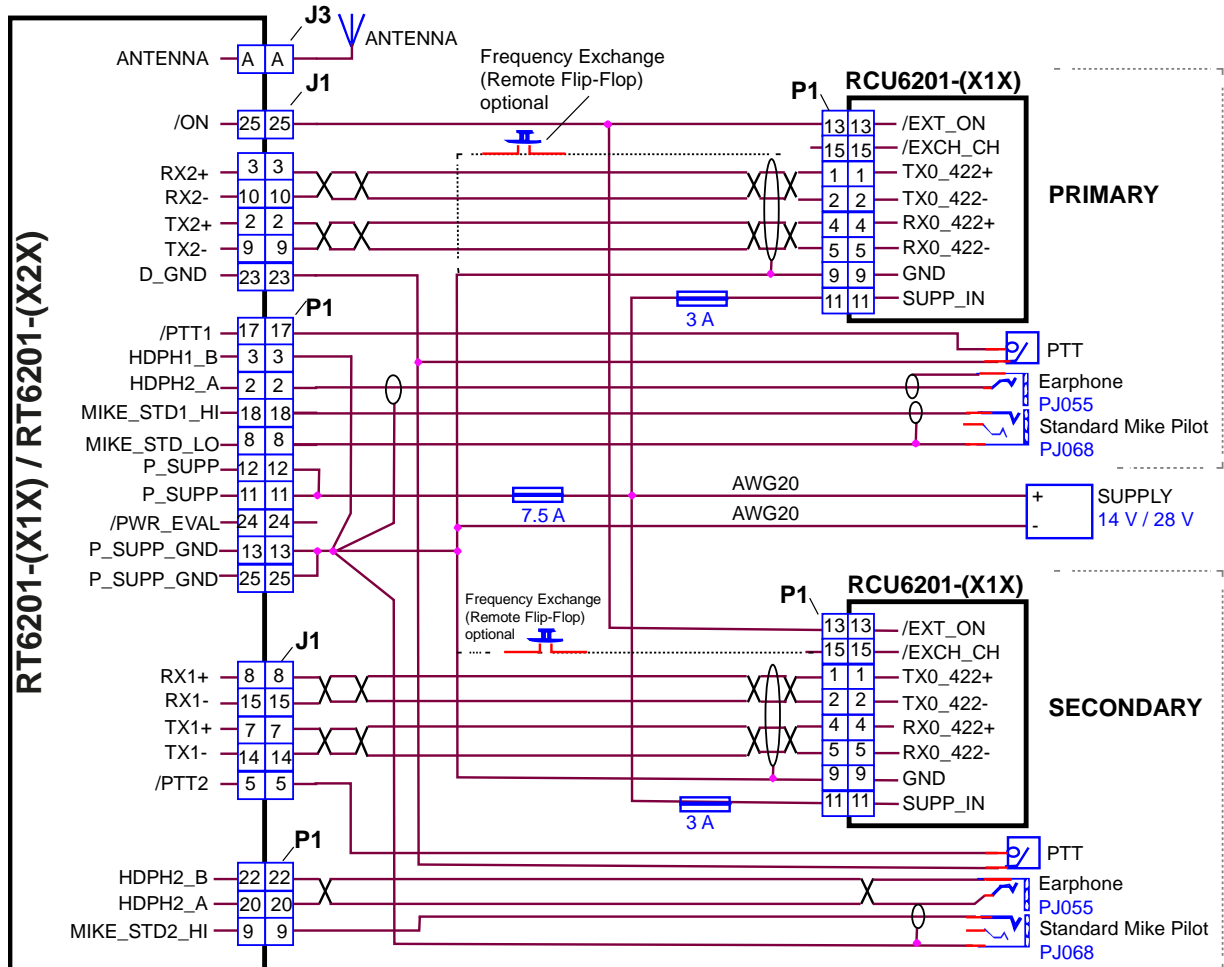 RT6201-(X1X) / RT6201-(X2X)
J3
ANTENNA A A ANTENNA
J1
/ON 25 25
RX2+ 3 3
RX2- 10 10
TX2+ 2 2
TX2- 9 9
D_GND 23 23
P1
/PTT1 17 17
HDPH1_B 3 3
HDPH2_A 2 2
MIKE_STD1_HI 18 18
MIKE_STD_LO 8 8
P_SUPP 12 12
P_SUPP 11 11
/PWR_EVAL 24 24
P_SUPP_GND 13 13
P_SUPP_GND 25 25
J1
RX1+ 8 8
RX1- 15 15
TX1+ 7 7
TX1- 14 14
/PTT2 5 5
P1
HDPH2_B 22 22
HDPH2_A 20 20
MIKE_STD2_HI 9 9
Frequency Exchange
(Remote Flip-Flop)
optional
P1
RCU6201-(X1X)
13 13 /EXT_ON
15 15 /EXCH_CH
1 1 TX0_422+
2 2 TX0_422-
4 4 RX0_422+
5 5 RX0_422-
9 9 GND
11 11 SUPP_IN
3 A
PRIMARY
PTT
Earphone
PJ055
Standard Mike Pilot
PJ068
7.5 A
AWG20
AWG20
+
-
SUPPLY
14 V / 28 V
Frequency Exchange
(Remote Flip-Flop)
optional
P1
RCU6201-(X1X)
13 13 /EXT_ON
15 15 /EXCH_CH
1 1 TX0_422+
2 2 TX0_422-
4 4 RX0_422+
5 5 RX0_422-
9 9 GND
11 11 SUPP_IN
3 A
SECONDARY
PTT
Earphone
PJ055
Standard Mike Pilot
PJ068